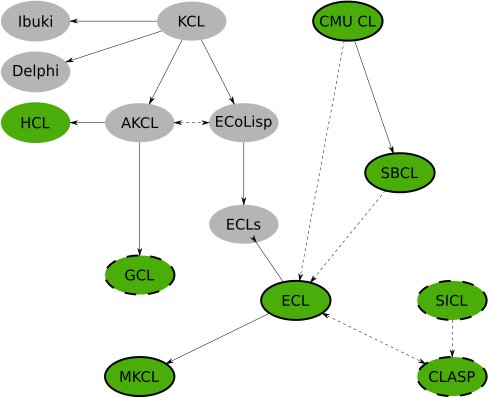 Ibuki
KCL
CMU CL
Delphi
HCL
AKCL
ECoLisp
SBCL
ECLs
GCL
ECL
SICL
MKCL
CLASP